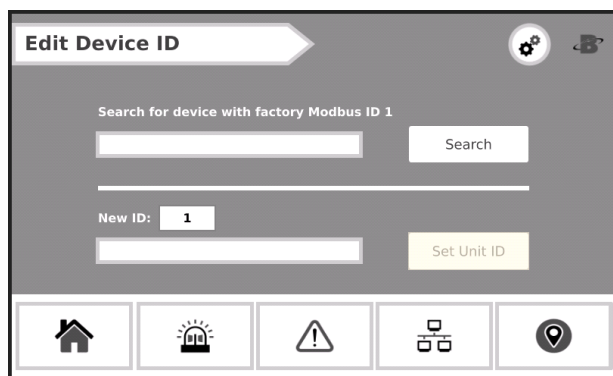 Edit Device ID
B
Search for device with factory Modbus ID 1
Search
New ID: 1
Set Unit ID